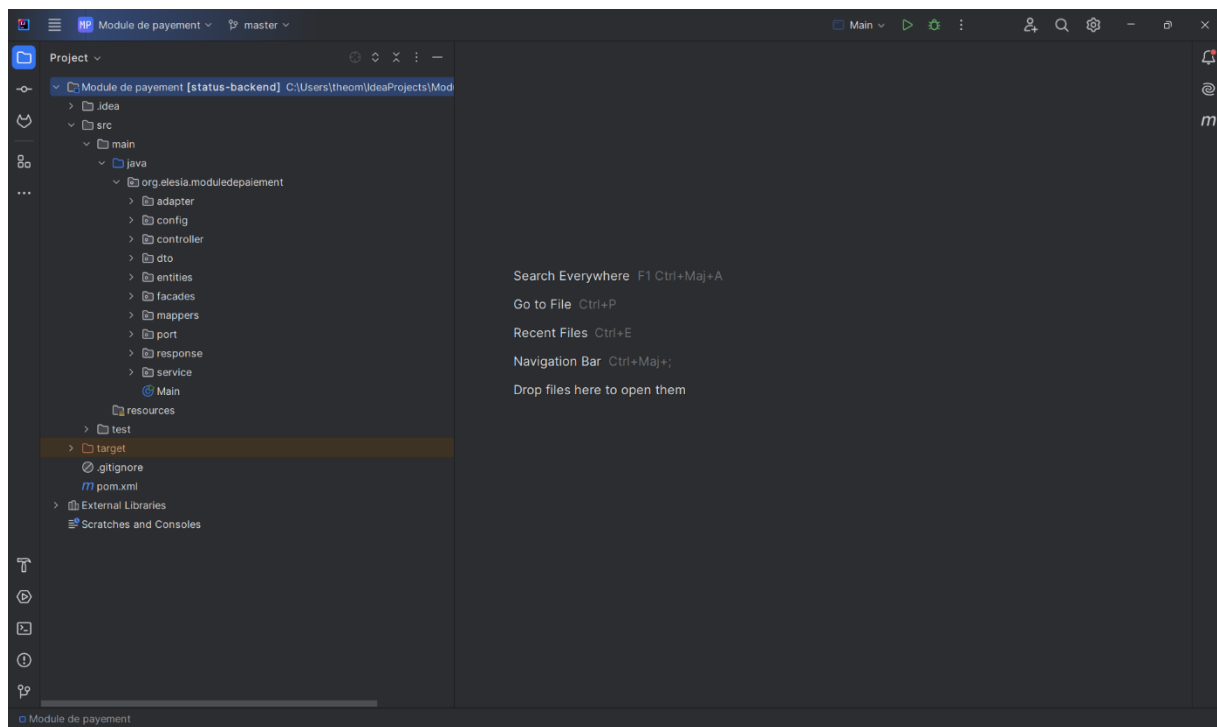 MP Module de payement master Main
Project
Module de payement [status-backend] C:\Users\theom\IdeaProjects\Mod
.idea
src
main
java
org.elesia.moduledepaiement
adapter
config
controller
dto
entities
facades
mappers
port
response
service
Main
resources
test
target
.gitignore
m pom.xml
External Libraries
Scratches and Consoles
Search Everywhere F1 Ctrl+Maj+A
Go to File Ctrl+P
Recent Files Ctrl+E
Navigation Bar Ctrl+Maj+;
Drop files here to open them
m
Module de payement